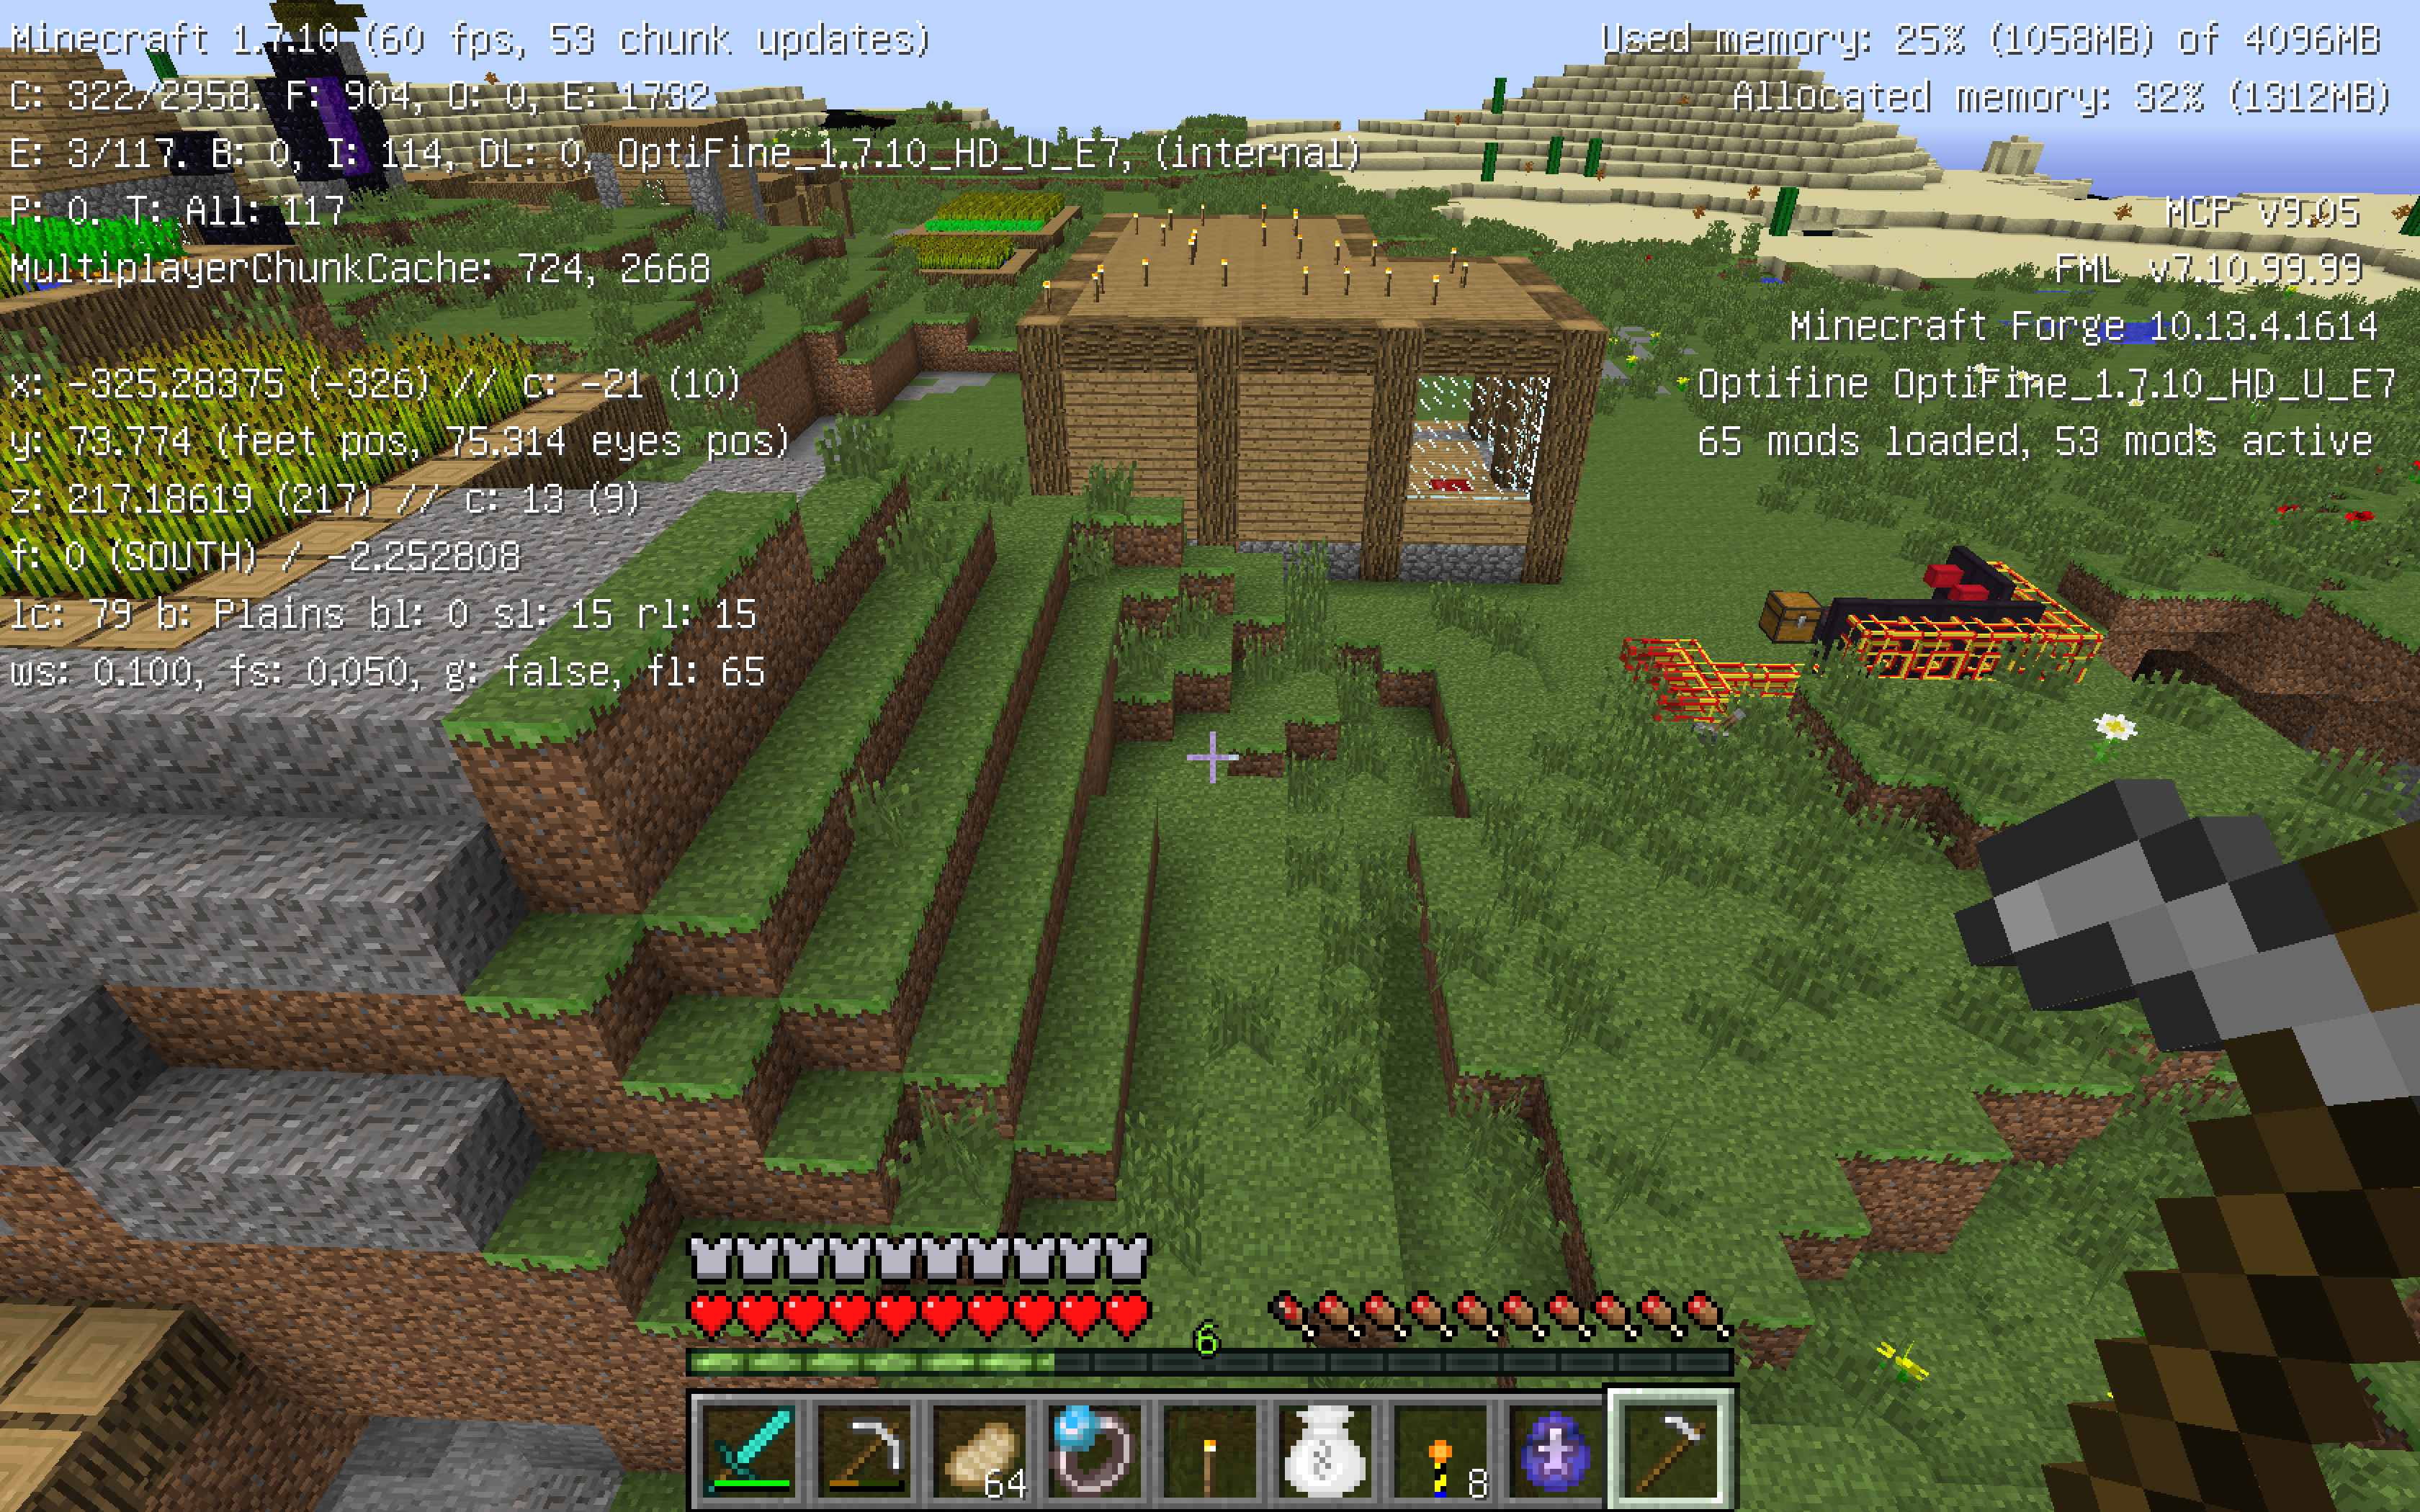 Minecraft 1.7.10 (60 fps, 53 chunk updates)
C: 322/2958. F: 904, O: 0, E: 1732
E: 3/117. B: 0, I: 114, DL: 0, OptiFine_1.7.10_HD_U_E7, (internal)
P: 0. T: All: 117
MultiplayerChunkCache: 724, 2668
x: -325.28375 (-326) // c: -21 (10)
y: 73.774 (feet pos, 75.314 eyes pos)
z: 217.18619 (217) // c: 13 (9)
f: 0 (SOUTH) / -2.252808
lc: 79 b: Plains bl: 0 sl: 15 rl: 15
ws: 0.100, fs: 0.050, g: false, fl: 65
Used memory: 25% (1058MB) of 4096MB
Allocated memory: 32% (1312MB)
MCP v9.05
FML v7.10.99.99
Minecraft Forge 10.13.4.1614
Optifine OptiFine_1.7.10_HD_U_E7
65 mods loaded, 53 mods active
6
64
8